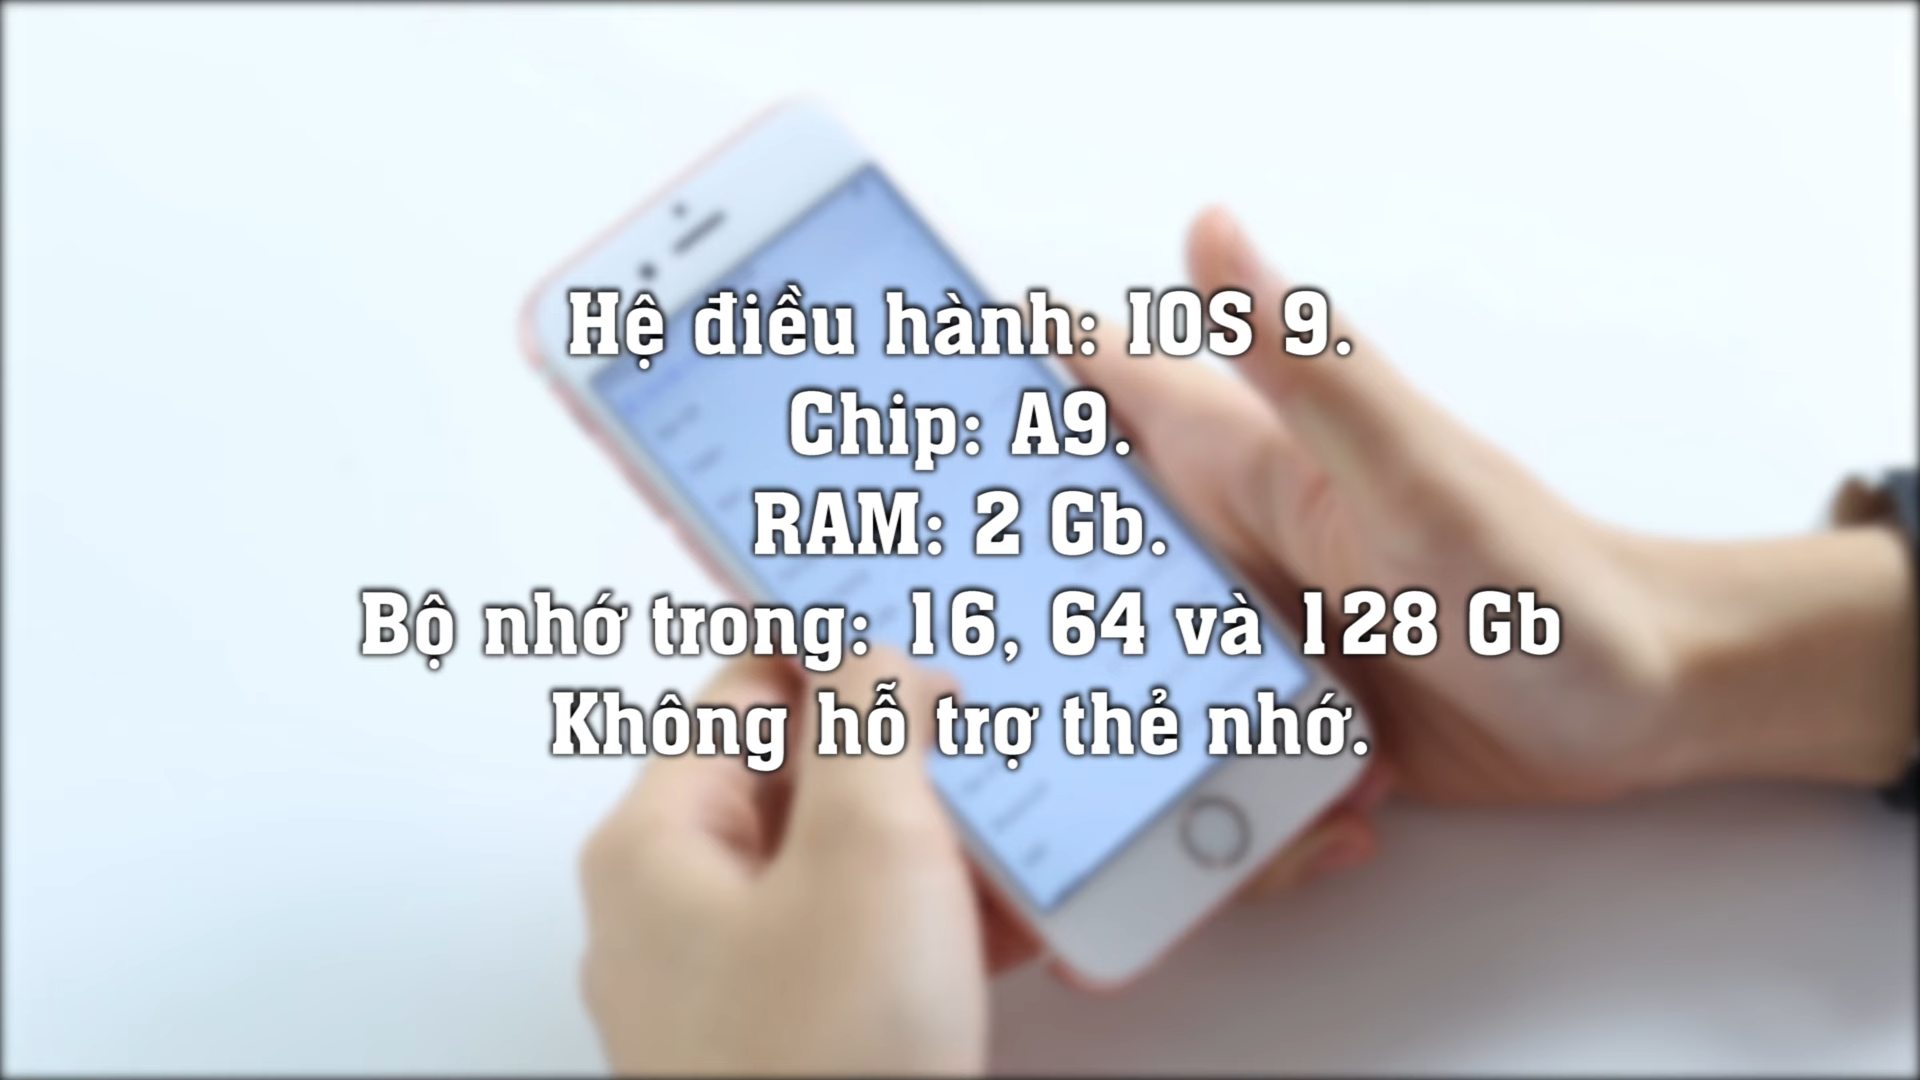 Hệ điều hành: IOS 9.
Chip: A9.
RAM: 2 Gb.
Bộ nhớ trong: 16, 64 và 128 Gb
Không hỗ trợ thẻ nhớ.